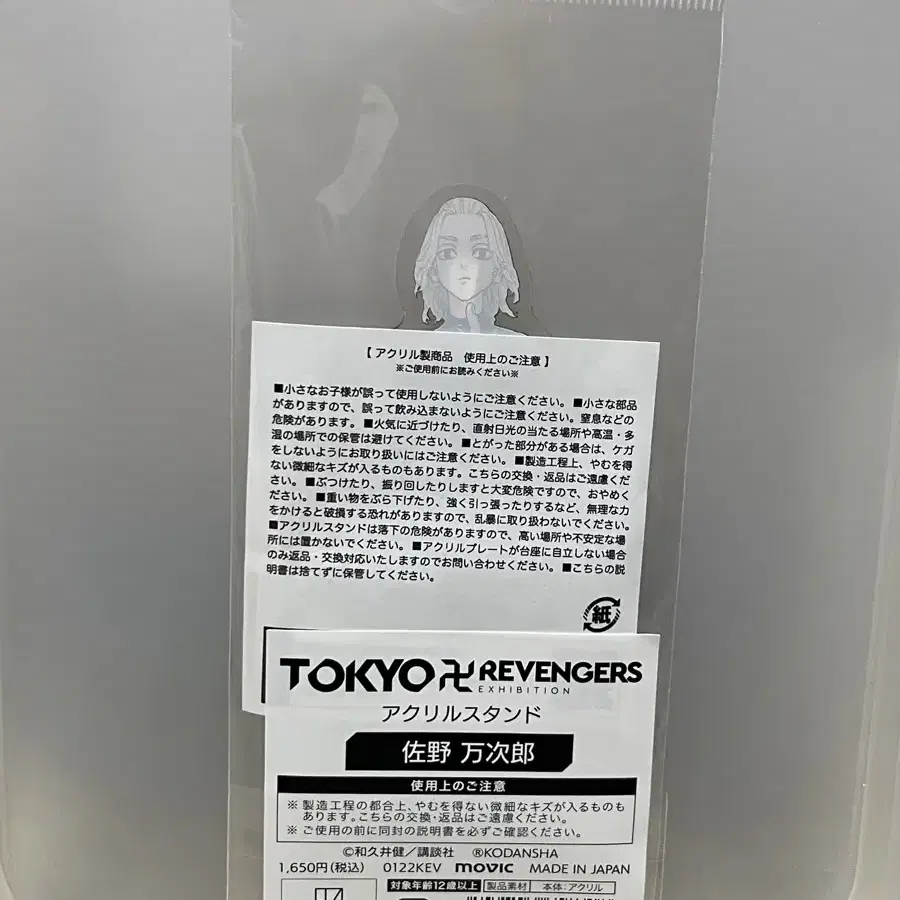 【 アクリル製商品　使用上のご注意 】
※ご使用前にお読みください※
■小さなお子様が誤って使用しないようにご注意ください。 ■小さな部品
がありますので、誤って飲み込まないようにご注意ください。窒息などの
危険があります。 ■火気に近づけたり、直射日光の当たる場所や高温・多
湿の場所での保管は避けてください。 ■とがった部分がある場合は、ケガ
をしないようにお取り扱いにはご注意ください。 ■製造工程上、やむを得
ない微細なキズが入るものもあります。こちらの交換・返品はご遠慮くだ
さい。 ■ぶつけたり、振り回したりしますと大変危険ですので、おやめく
ださい。 ■重い物をぶら下げたり、強く引っ張ったりするなど、無理な力
をかけると破損する恐れがありますので、乱暴に取り扱わないでください。
■アクリルスタンドは落下の危険がありますので、高い場所や不安定な場
所には置かないでください。 ■アクリルプレートが台座に自立しない場合
のみ返品・交換対応いたしますのでお問い合わせください。 ■こちらの説
明書は捨てずに保管してください。
紙
TOKYO 卍 REVENGERS
EXHIBITION
アクリルスタンド
佐野 万次郎
使用上のご注意
※ 製造工程の都合上、やむを得ない微細なキズが入るものも
あります。こちらの交換・返品はご遠慮ください。
※ ご使用の前に同封の説明書を必ずご確認ください。
©和久井健／講談社　®KODANSHA
1,650円(税込)　0122KEV　movic　MADE IN JAPAN
対象年齢12歳以上 製品素材 本体：アクリル